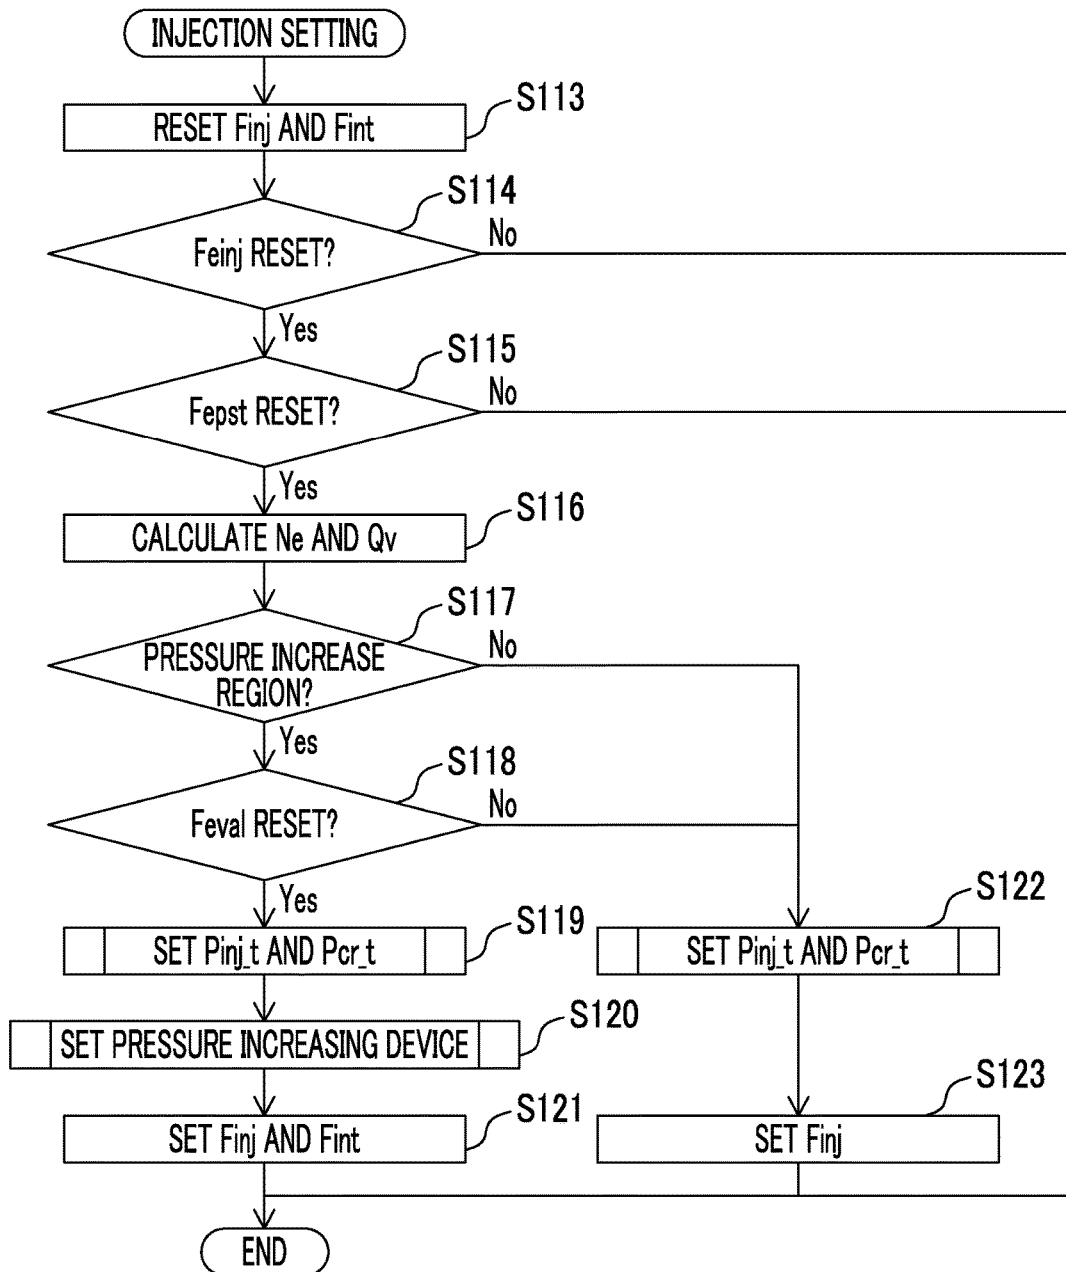 INJECTION SETTING
S113
RESET Finj AND Fint
S114
Feinj RESET?
No
Yes
S115
Fepst RESET?
No
Yes
S116
CALCULATE Ne AND Qv
S117
PRESSURE INCREASE
REGION?
No
Yes
S118
Feval RESET?
No
Yes
S119
SET Pinj_t AND Pcr_t
S122
SET Pinj_t AND Pcr_t
S120
SET PRESSURE INCREASING DEVICE
S121
SET Finj AND Fint
S123
SET Finj
END